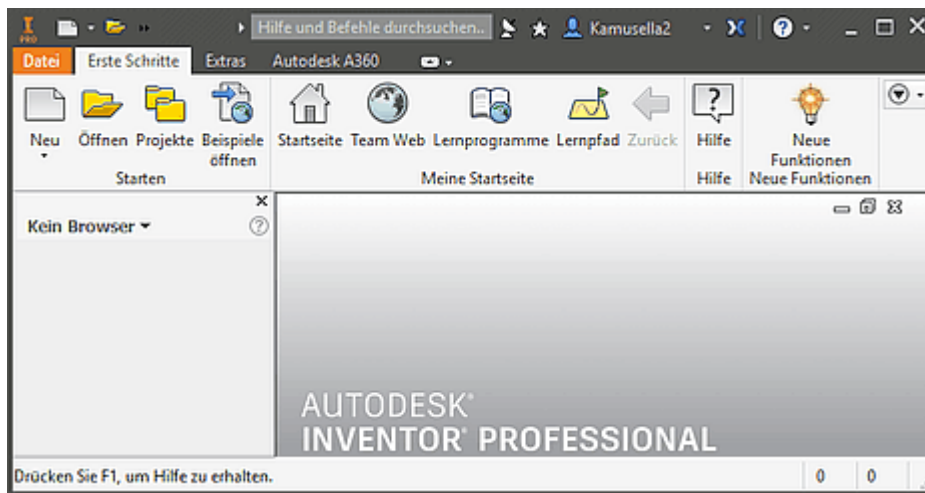 PRO
Hilfe und Befehle durchsuchen..
Kamusella2
Datei Erste Schritte Extras Autodesk A360
Neu Öffnen Projekte Beispiele öffnen Startseite Team Web Lernprogramme Lernpfad Zurück Hilfe Neue Funktionen
Starten Meine Startseite Hilfe Neue Funktionen
Kein Browser
AUTODESK®
INVENTOR® PROFESSIONAL
Drücken Sie F1, um Hilfe zu erhalten. 0 0